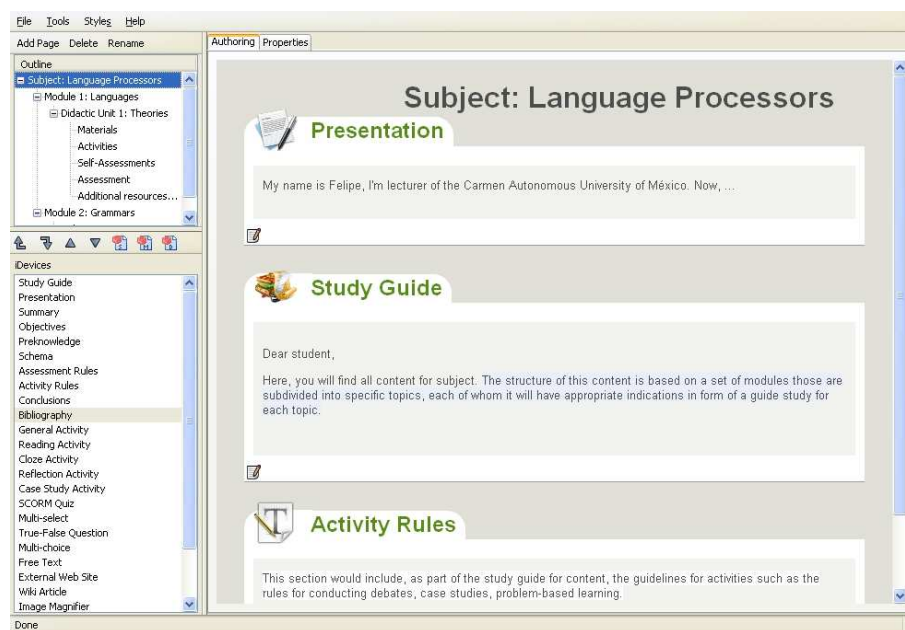 File Tools Styles Help
Add Page Delete Rename
Outline
Subject: Language Processors
Module 1: Languages
Didactic Unit 1: Theories
Materials
Activities
Self-Assessments
Assessment
Additional resources...
Module 2: Grammars
iDevices
Study Guide
Presentation
Summary
Objectives
Preknowledge
Schema
Assessment Rules
Activity Rules
Conclusions
Bibliography
General Activity
Reading Activity
Cloze Activity
Reflection Activity
Case Study Activity
SCORM Quiz
Multi-select
True-False Question
Multi-choice
Free Text
External Web Site
Wiki Article
Image Magnifier
Done
Authoring Properties
Subject: Language Processors
Presentation
My name is Felipe, I'm lecturer of the Carmen Autonomous University of México. Now, ...
Study Guide
Dear student,
Here, you will find all content for subject. The structure of this content is based on a set of modules those are
subdivided into specific topics, each of whom it will have appropriate indications in form of a guide study for
each topic.
Activity Rules
This section would include, as part of the study guide for content, the guidelines for activities such as the
rules for conducting debates, case studies, problem-based learning.